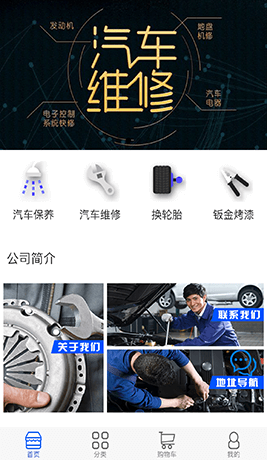 发动机
地盘
机修
汽车
维修
电子控制
系统快修
汽车
电器
汽车保养
汽车维修
换轮胎
钣金烤漆
公司简介
关于我们
联系我们
地址导航
首页
分类
购物车
我的